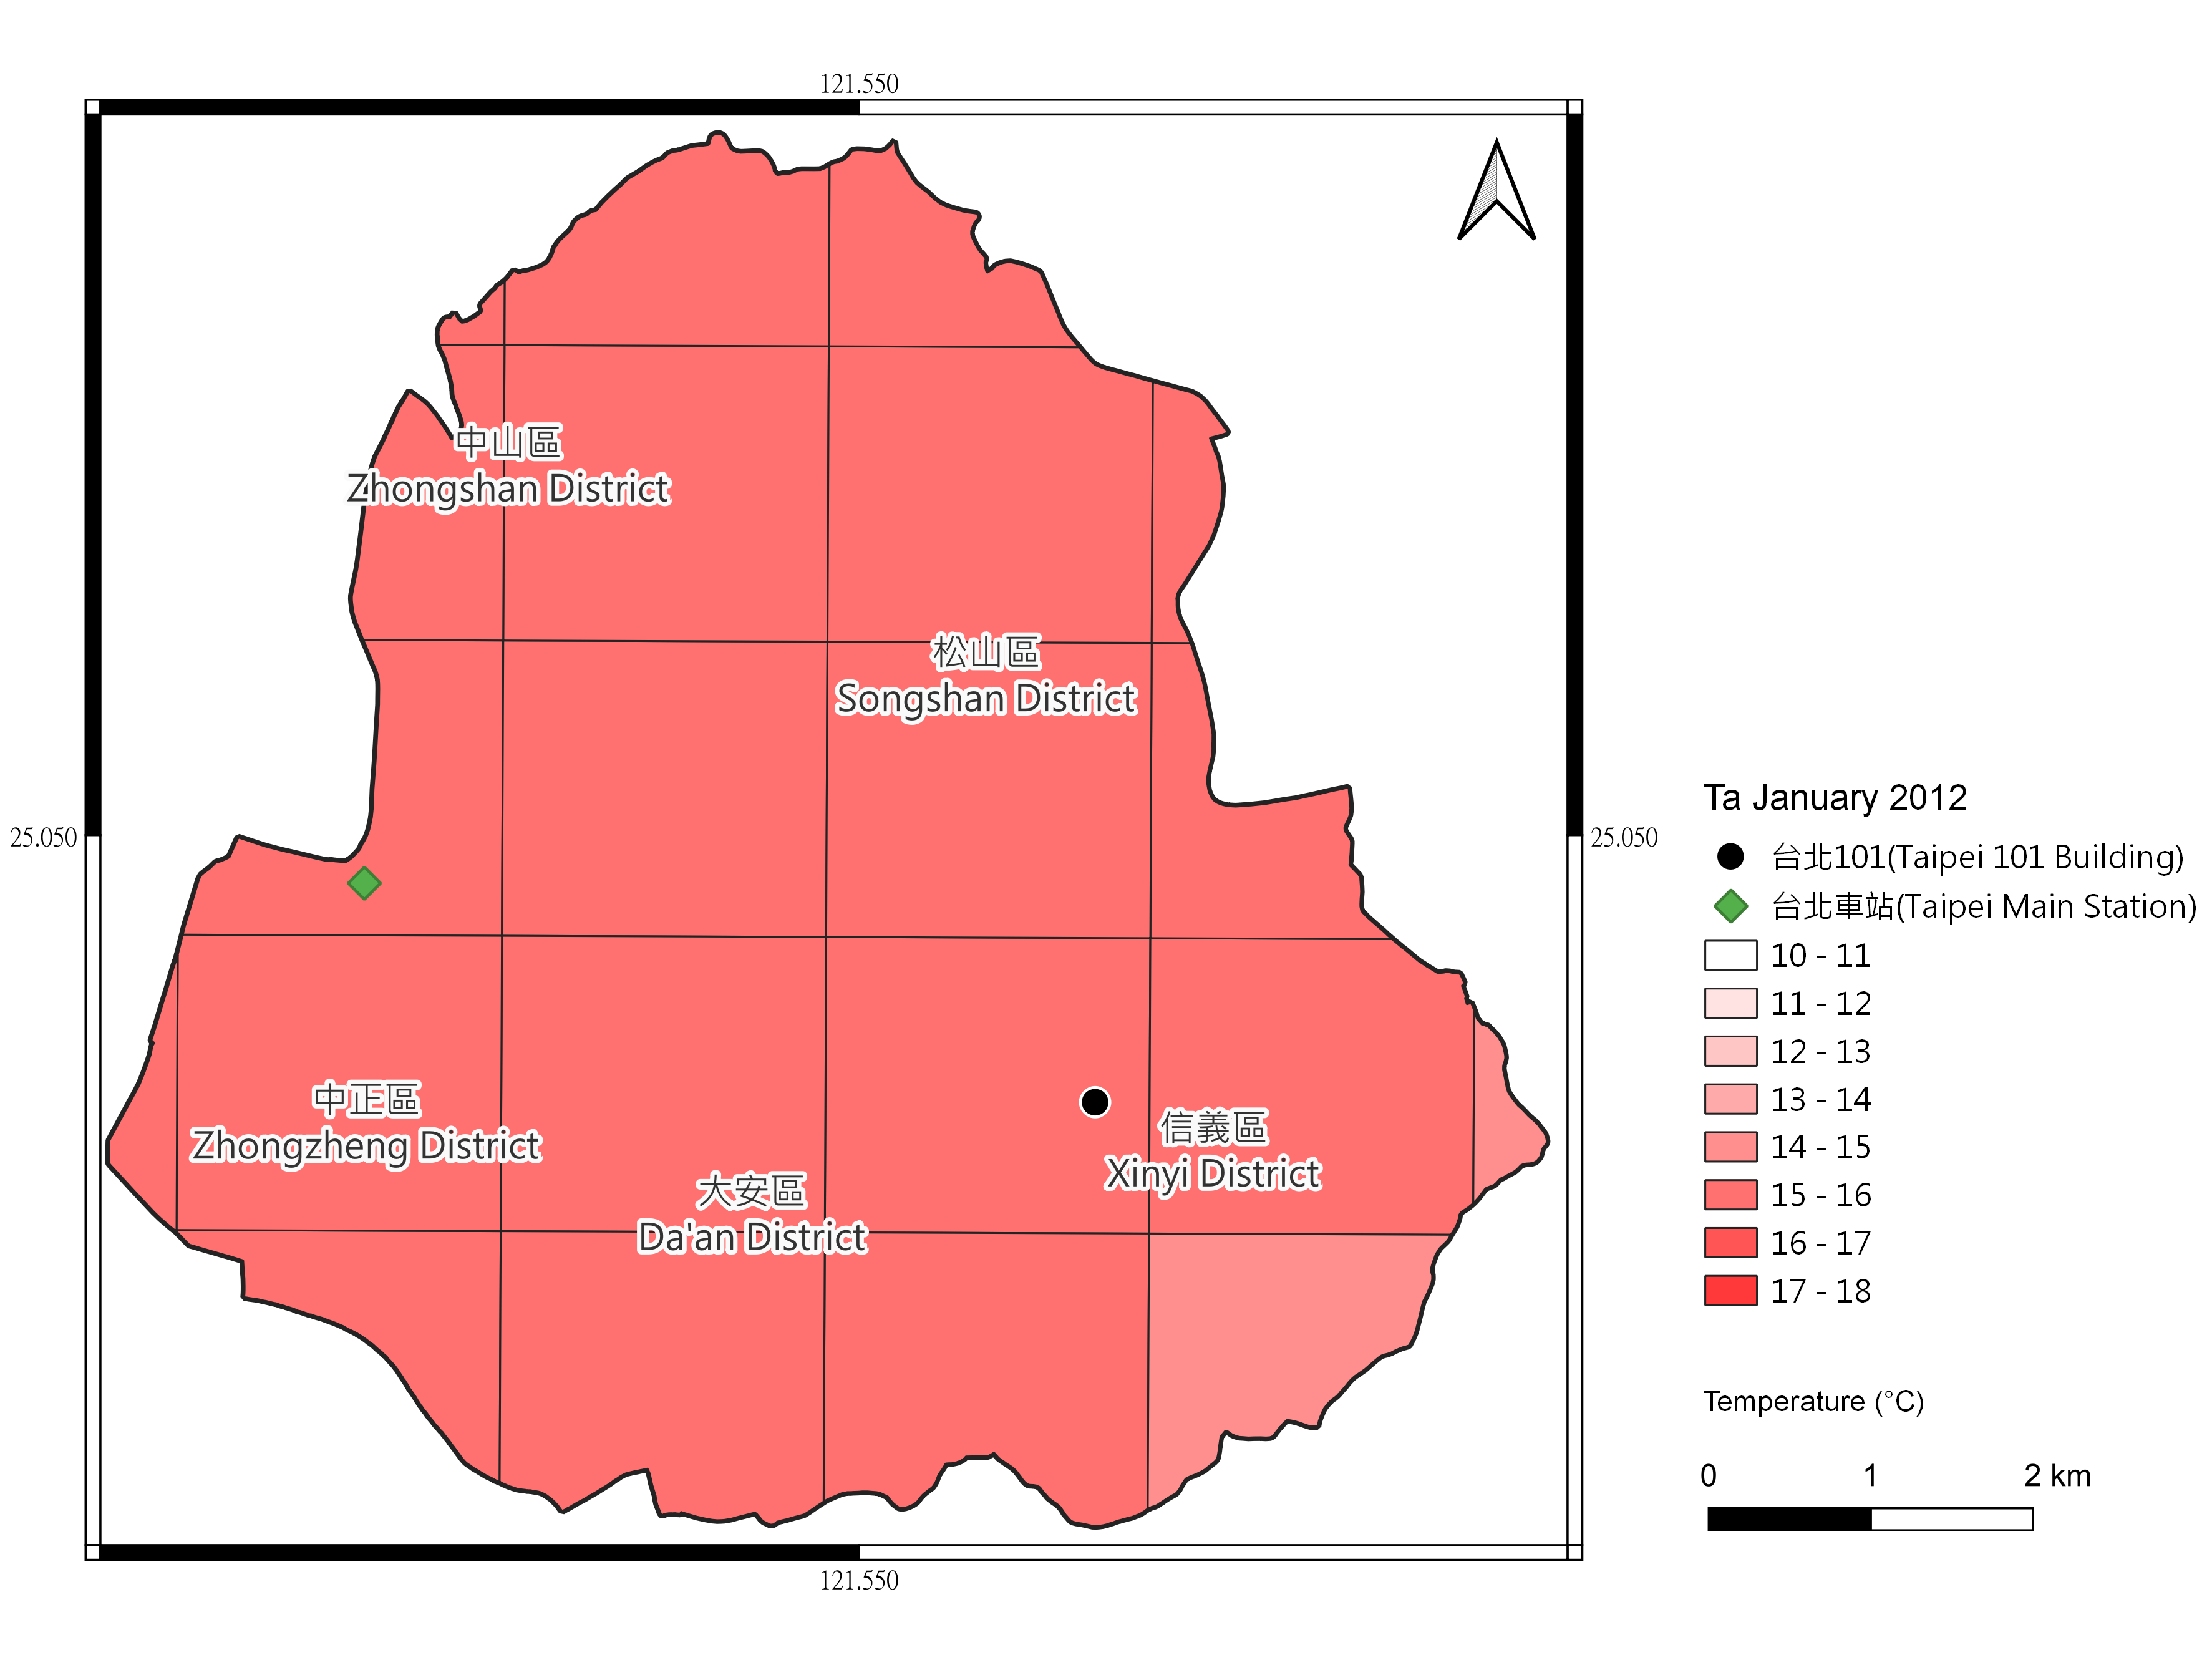 121.550
中山區
Zhongshan District
松山區
Songshan District
25.050
25.050
中正區
Zhongzheng District
大安區
Da'an District
信義區
Xinyi District
121.550
Ta January 2012
台北101(Taipei 101 Building)
台北車站(Taipei Main Station)
10 - 11
11 - 12
12 - 13
13 - 14
14 - 15
15 - 16
16 - 17
17 - 18
Temperature (°C)
0 1 2 km